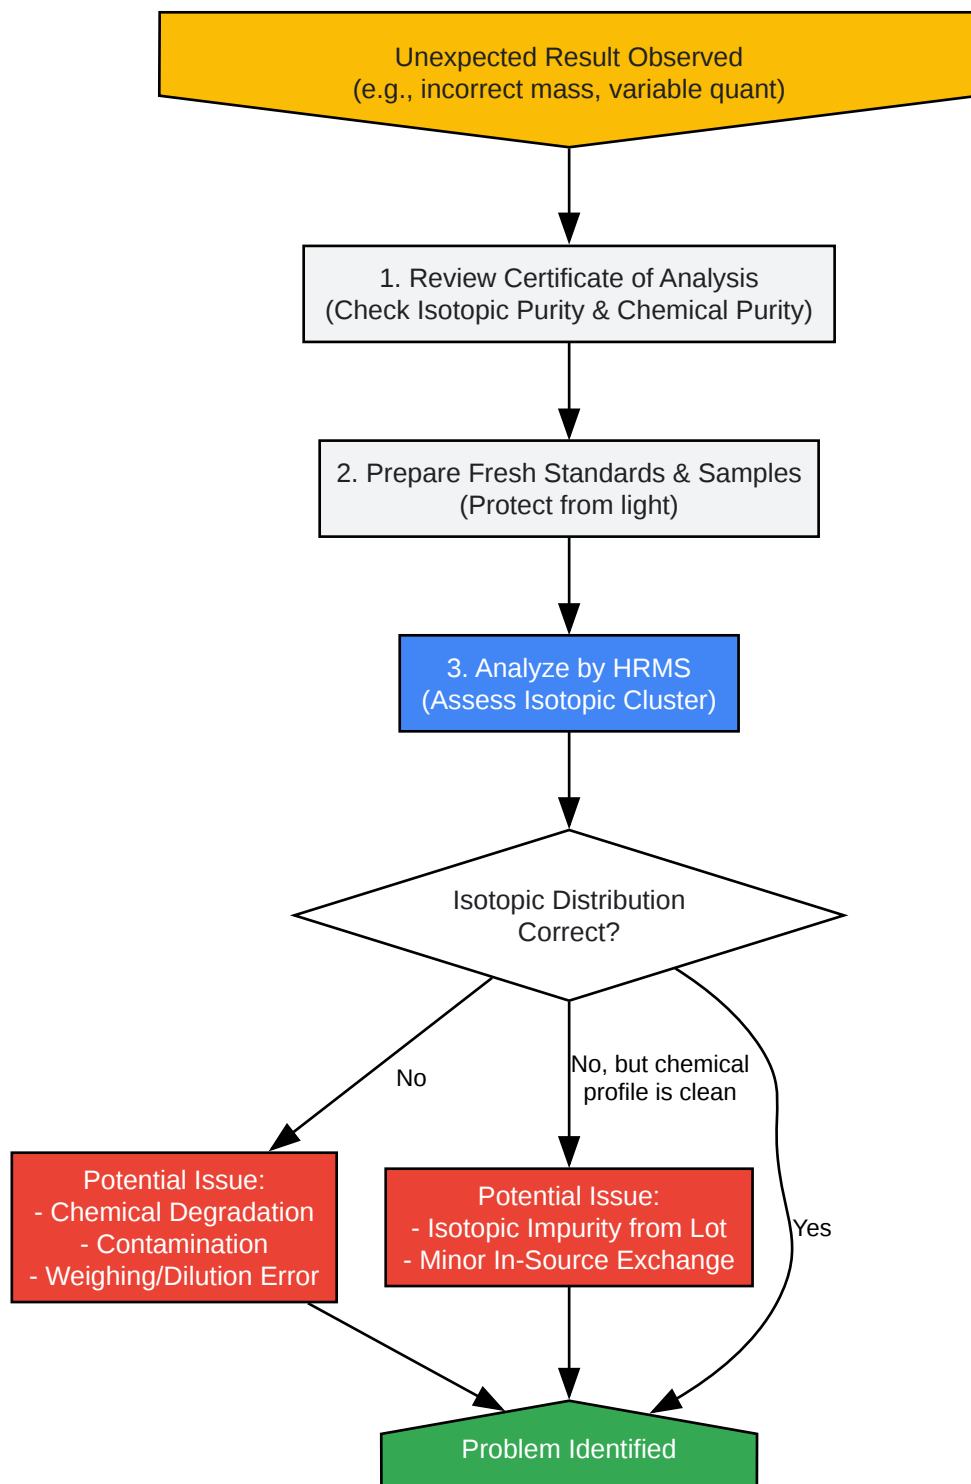 Unexpected Result Observed
(e.g., incorrect mass, variable quant)
1. Review Certificate of Analysis
(Check Isotopic Purity & Chemical Purity)
2. Prepare Fresh Standards & Samples
(Protect from light)
3. Analyze by HRMS
(Assess Isotopic Cluster)
Isotopic Distribution
Correct?
No
No, but chemical
profile is clean
Yes
Potential Issue:
- Chemical Degradation
- Contamination
- Weighing/Dilution Error
Potential Issue:
- Isotopic Impurity from Lot
- Minor In-Source Exchange
Problem Identified